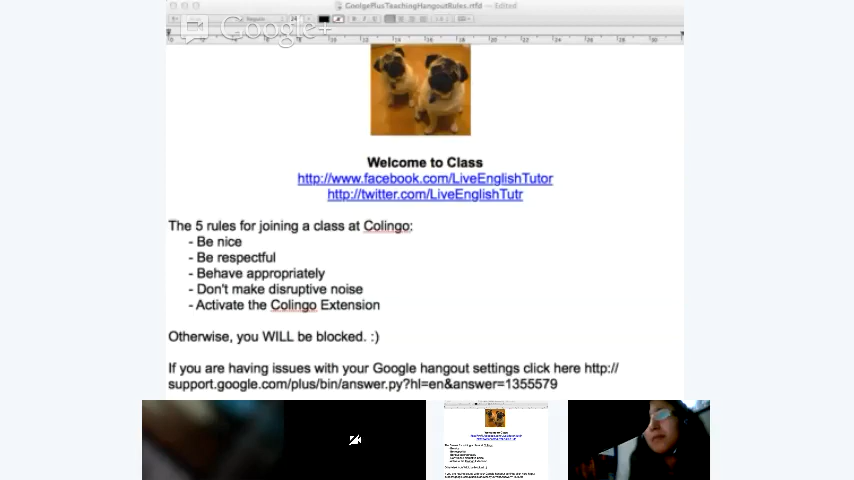 CoolgePlusTeachingHangoutRules.rtfd — Edited
Google+
Welcome to Class
http://www.facebook.com/LiveEnglishTutor
http://twitter.com/LiveEnglishTutr
The 5 rules for joining a class at Colingo:
- Be nice
- Be respectful
- Behave appropriately
- Don't make disruptive noise
- Activate the Colingo Extension
Otherwise, you WILL be blocked. :)
If you are having issues with your Google hangout settings click here http://
support.google.com/plus/bin/answer.py?hl=en&answer=1355579